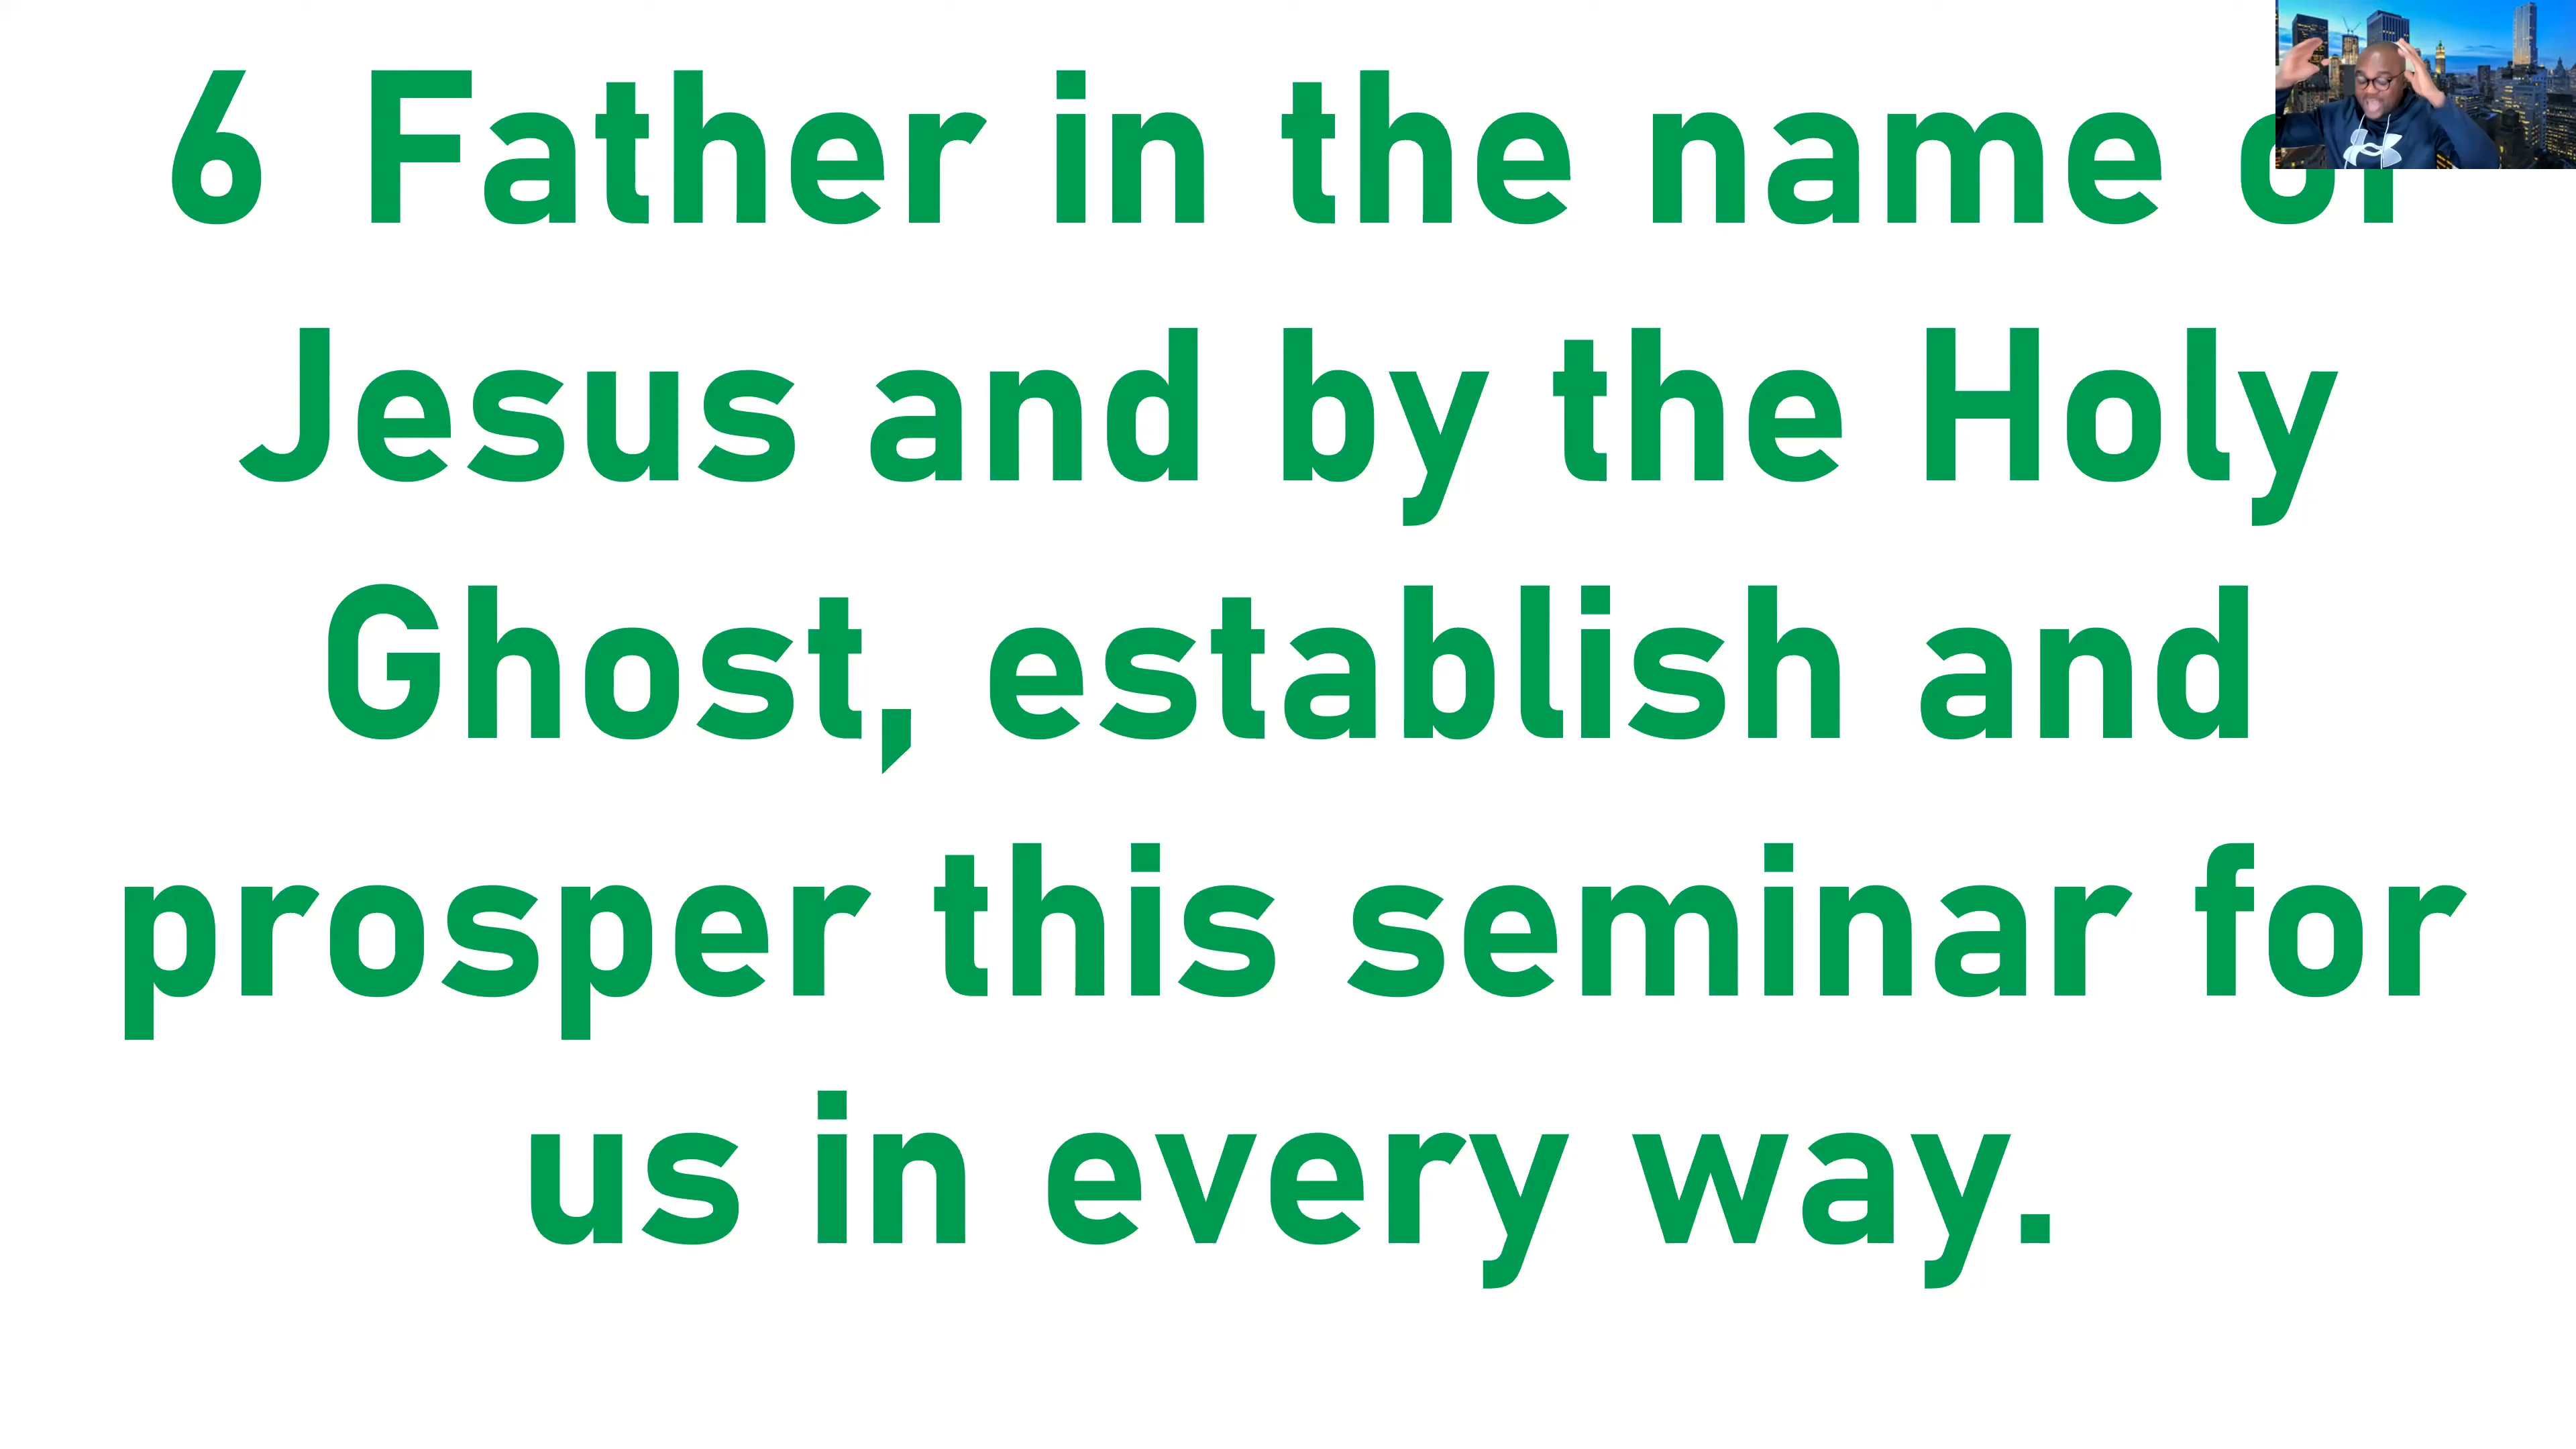 6 Father in the name of
Jesus and by the Holy
Ghost, establish and
prosper this seminar for
us in every way.